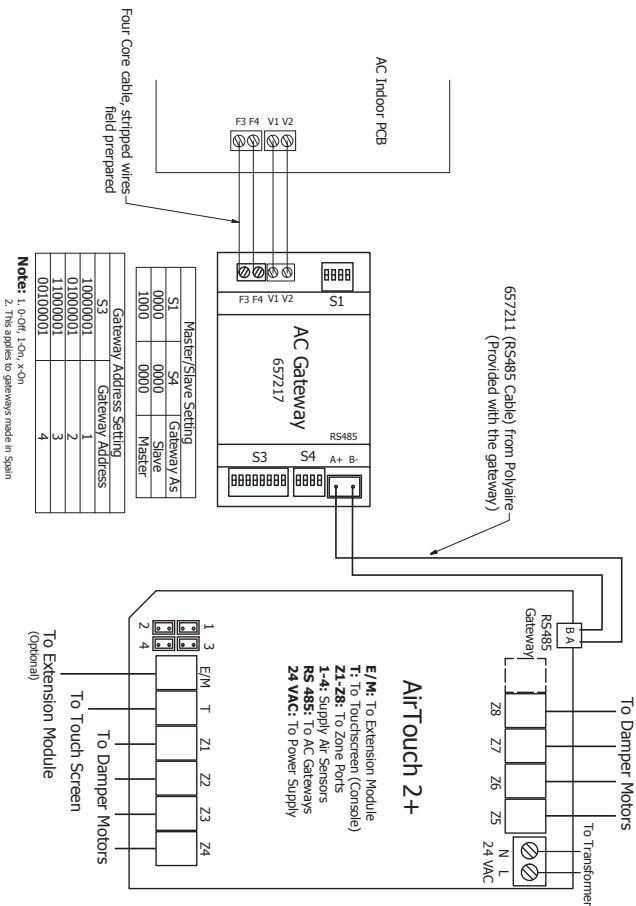 AC Indoor PCB
F3 F4 V1 V2
Four Core cable, stripped wires
field prerpared
S1
F3 F4 V1 V2
AC Gateway
657217
RS485
S3 S4 A+ B-
657211 (RS485 Cable) from Polyaire
(Provided with the gateway)
Master/Slave Setting
S1 S4 Gateway As
0000 0000 Slave
1000 0000 Master
Gateway Address Setting
S3 Gateway Address
10000001 1
01000001 2
11000001 3
00100001 4
Note: 1. 0-Off, 1-On, x-On
2. This applies to gateways made in Spain
To Damper Motors
To Transformer
B A
RS485
Gateway
Z8 Z7 Z6 Z5
N L
24 VAC
AirTouch 2+
E/M: To Extension Module
T: To Touchscreen (Console)
Z1-Z8: To Zone Ports
1-4: Supply Air Sensors
RS 485: To AC Gateways
24 VAC: To Power Supply
1 3
2 4
E/M T Z1 Z2 Z3 Z4
To Damper Motors
To Touch Screen
To Extension Module
(Optional)